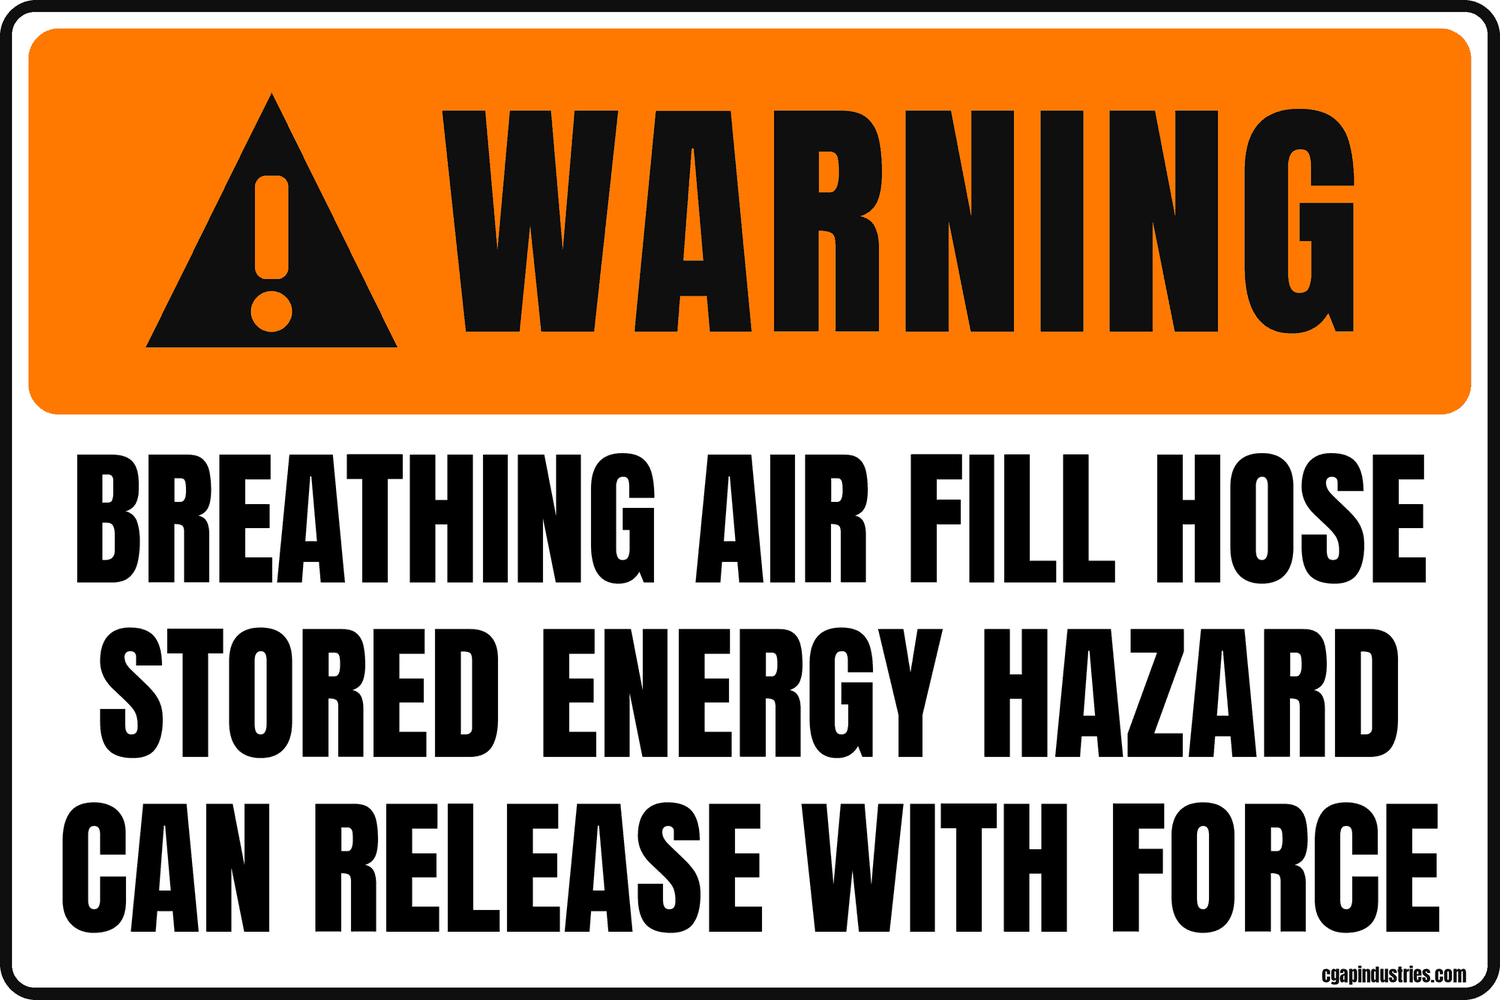 WARNING
BREATHING AIR FILL HOSE
STORED ENERGY HAZARD
CAN RELEASE WITH FORCE
cgapindustries.com